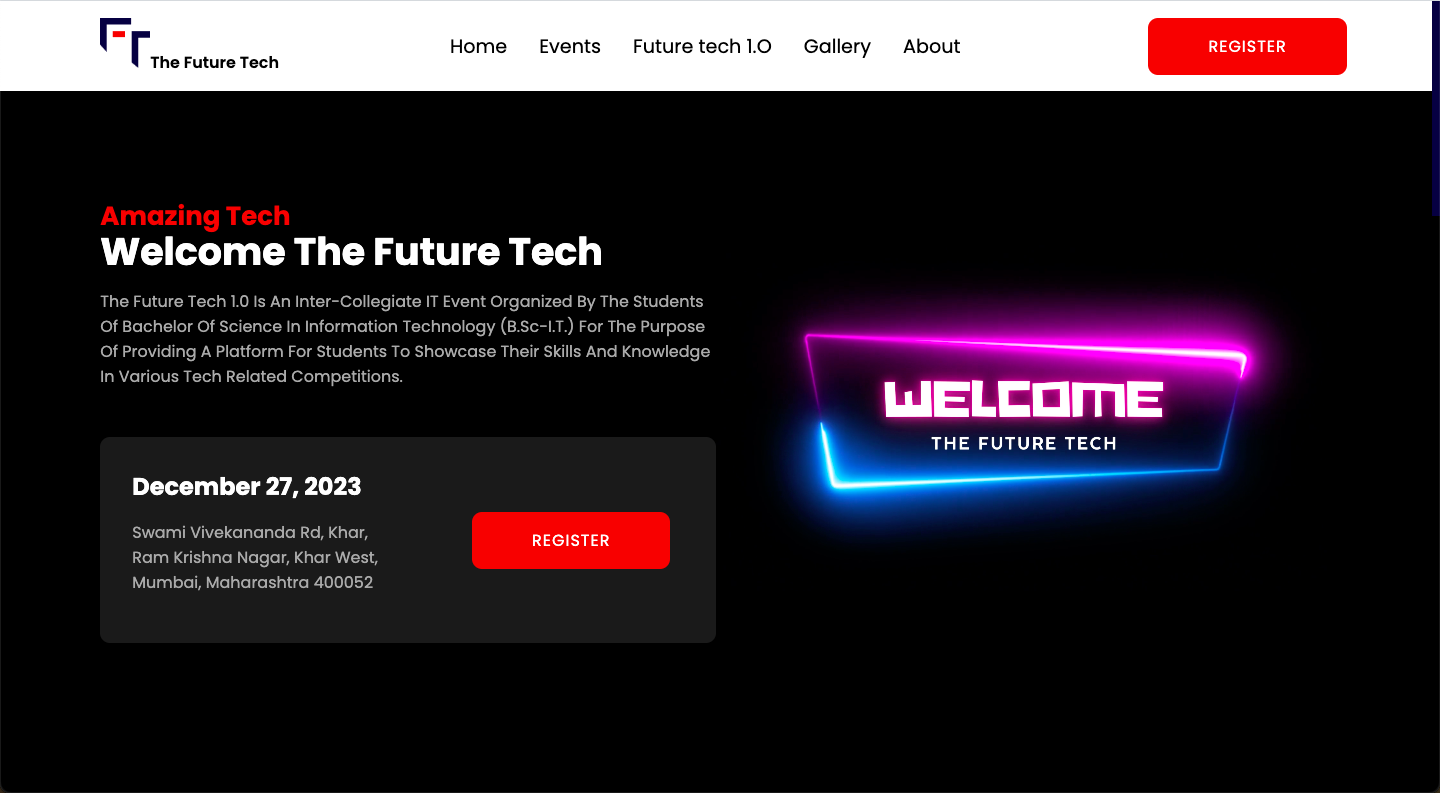 The Future Tech
Home
Events
Future tech 1.O
Gallery
About
REGISTER
Amazing Tech
Welcome The Future Tech
The Future Tech 1.0 Is An Inter-Collegiate IT Event Organized By The Students
Of Bachelor Of Science In Information Technology (B.Sc-I.T.) For The Purpose
Of Providing A Platform For Students To Showcase Their Skills And Knowledge
In Various Tech Related Competitions.
December 27, 2023
Swami Vivekananda Rd, Khar,
Ram Krishna Nagar, Khar West,
Mumbai, Maharashtra 400052
REGISTER
WELCOME
THE FUTURE TECH